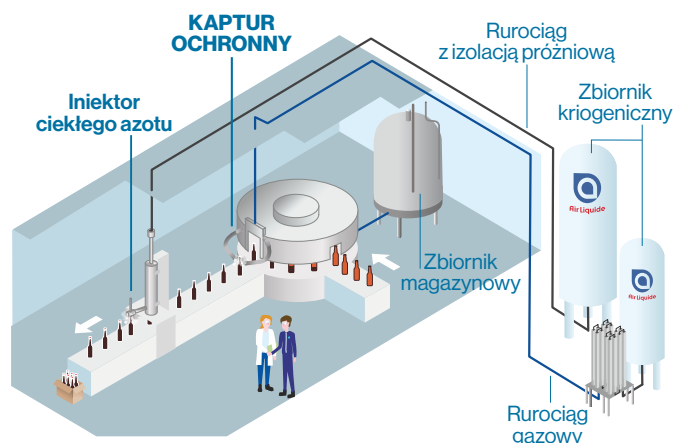 KAPTUR
OCHRONNY
Rurociąg
z izolacją próżniową
Zbiornik
kriogeniczny
Iniektor
ciekłego azotu
Air Liquide
Air Liquide
Zbiornik
magazynowy
Rurociąg
gazowy